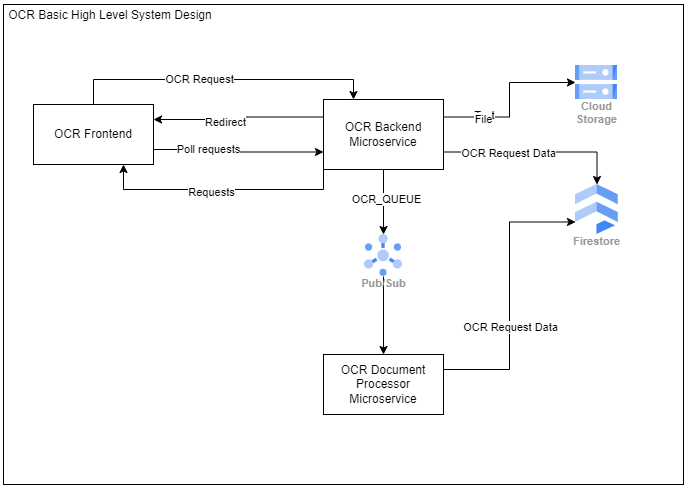 OCR Basic High Level System Design
OCR Request
OCR Frontend
Redirect
Poll requests
Requests
OCR Backend
Microservice
File
Cloud
Storage
OCR Request Data
OCR_QUEUE
Firestore
Pub/Sub
OCR Request Data
OCR Document
Processor
Microservice